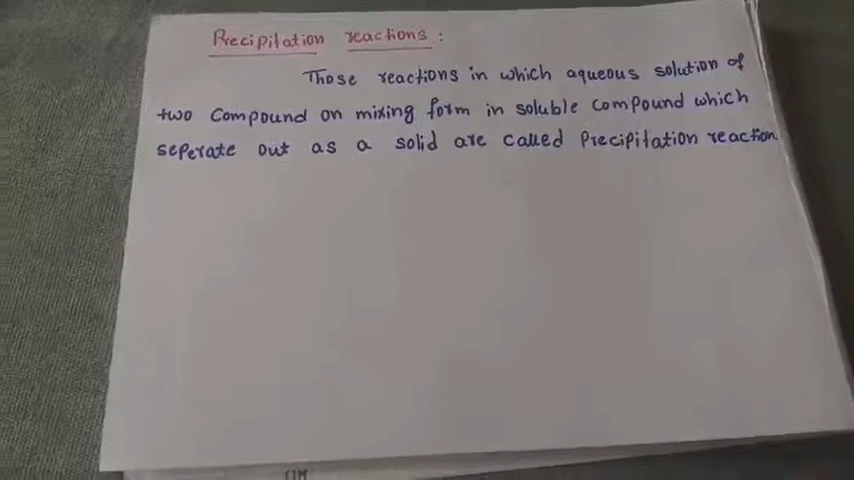 Precipitation reactions :
Those reactions in which aqueous solution of
two compound on mixing form in soluble compound which
seperate out as a solid are called Precipitation reaction